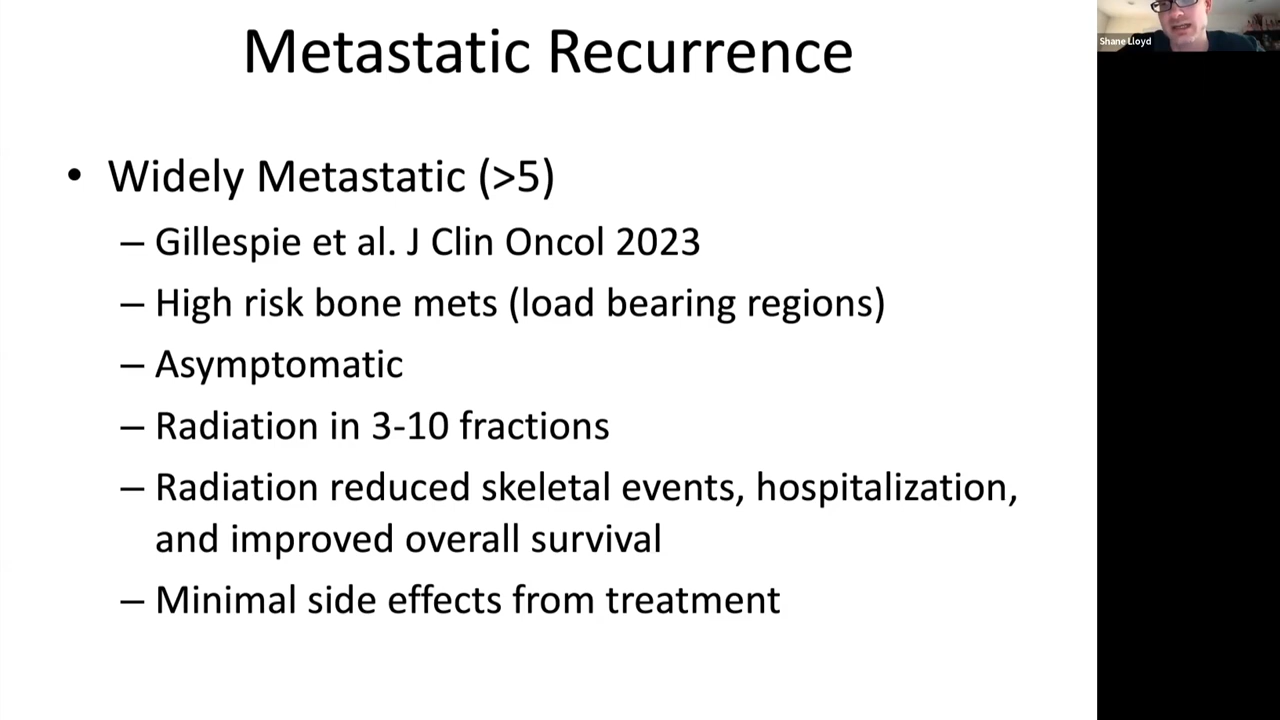 Metastatic Recurrence
Shane Lloyd
• Widely Metastatic (>5)
– Gillespie et al. J Clin Oncol 2023
– High risk bone mets (load bearing regions)
– Asymptomatic
– Radiation in 3-10 fractions
– Radiation reduced skeletal events, hospitalization,
and improved overall survival
– Minimal side effects from treatment